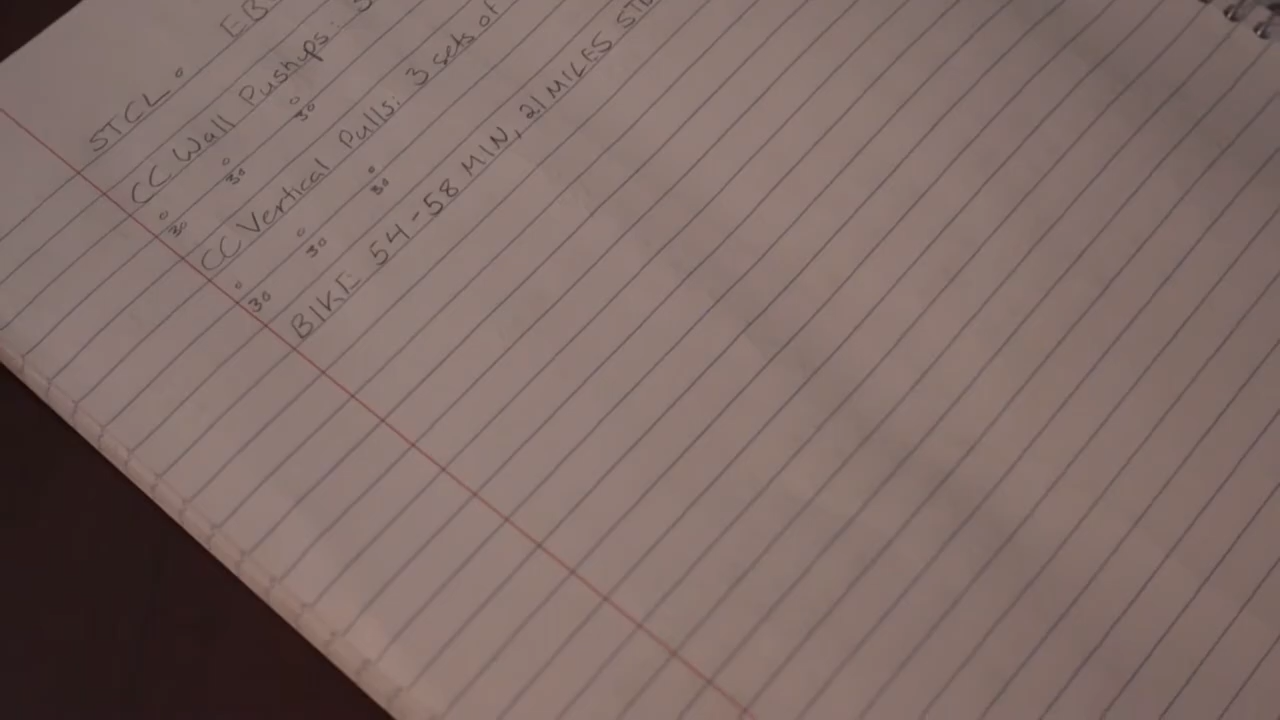 STCL:
CC Wall Pushups:
30 30 30
CC Vertical Pulls: 3 sets of
30 30 30
BIKE 54-58 MIN, 21 MILES